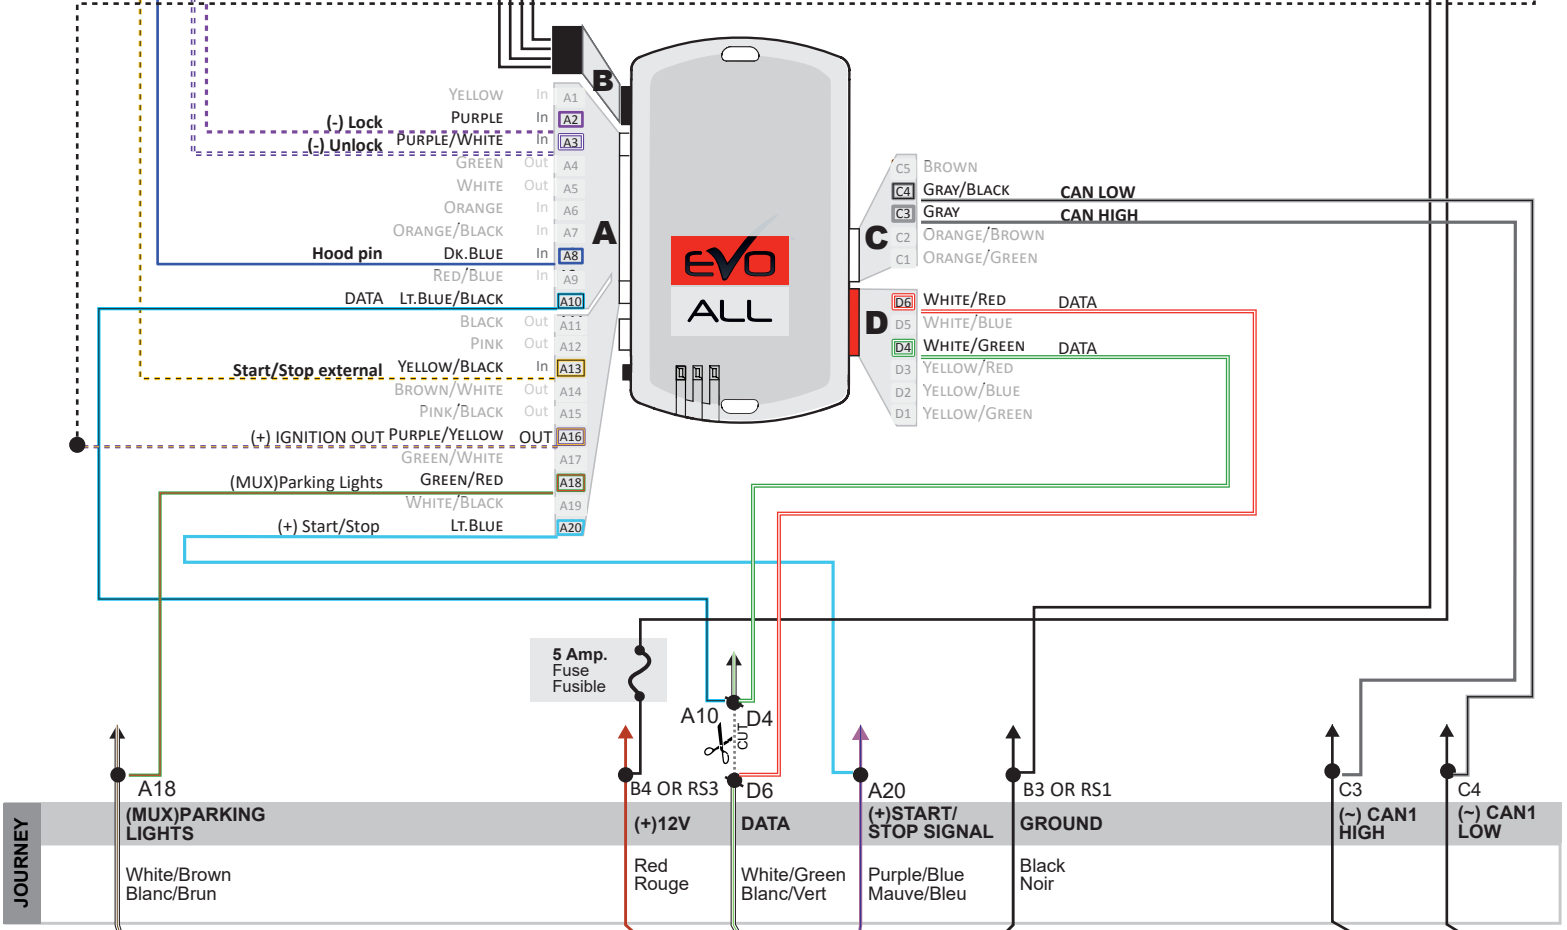 B
YELLOW In A1
(-) Lock PURPLE In A2
(-) Unlock PURPLE/WHITE In A3
GREEN Out A4
WHITE Out A5
ORANGE In A6
ORANGE/BLACK In A7
A
Hood pin DK.BLUE In A8
RED/BLUE In A9
DATA LT.BLUE/BLACK A10
BLACK Out A11
PINK Out A12
Start/Stop external YELLOW/BLACK In A13
BROWN/WHITE Out A14
PINK/BLACK Out A15
(+) IGNITION OUT PURPLE/YELLOW OUT A16
GREEN/WHITE A17
(MUX)Parking Lights GREEN/RED A18
WHITE/BLACK A19
(+) Start/Stop LT.BLUE A20
EVO
ALL
C5 BROWN
C4 GRAY/BLACK CAN LOW
C3 GRAY CAN HIGH
C
C2 ORANGE/BROWN
C1 ORANGE/GREEN
D6 WHITE/RED DATA
D
D5 WHITE/BLUE
D4 WHITE/GREEN DATA
D3 YELLOW/RED
D2 YELLOW/BLUE
D1 YELLOW/GREEN
5 Amp.
Fuse
Fusible
A10 D4
CUT
A18 B4 OR RS3 D6 A20 B3 OR RS1 C3 C4
JOURNEY
(MUX)PARKING
LIGHTS
(+)12V
DATA
(+)START/
STOP SIGNAL
GROUND
(~) CAN1
HIGH
(~) CAN1
LOW
White/Brown
Blanc/Brun
Red
Rouge
White/Green
Blanc/Vert
Purple/Blue
Mauve/Bleu
Black
Noir